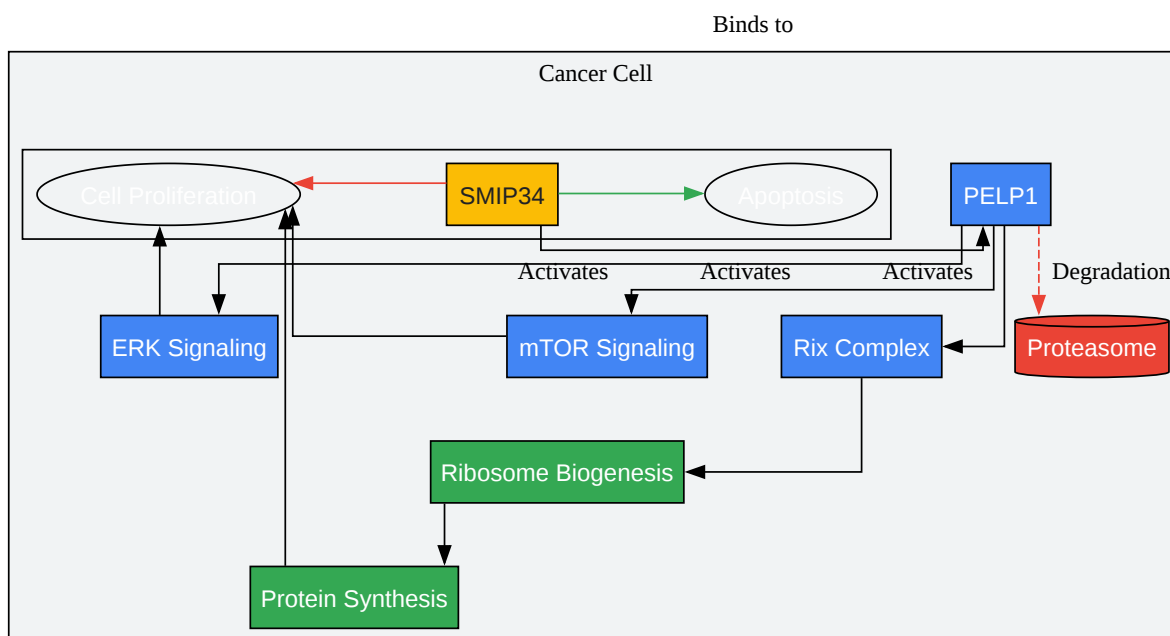 Binds to
Cancer Cell
Cell Proliferation
SMIP34
Apoptosis
PELP1
Activates
Activates
Activates
Degradation
ERK Signaling
mTOR Signaling
Rix Complex
Proteasome
Ribosome Biogenesis
Protein Synthesis